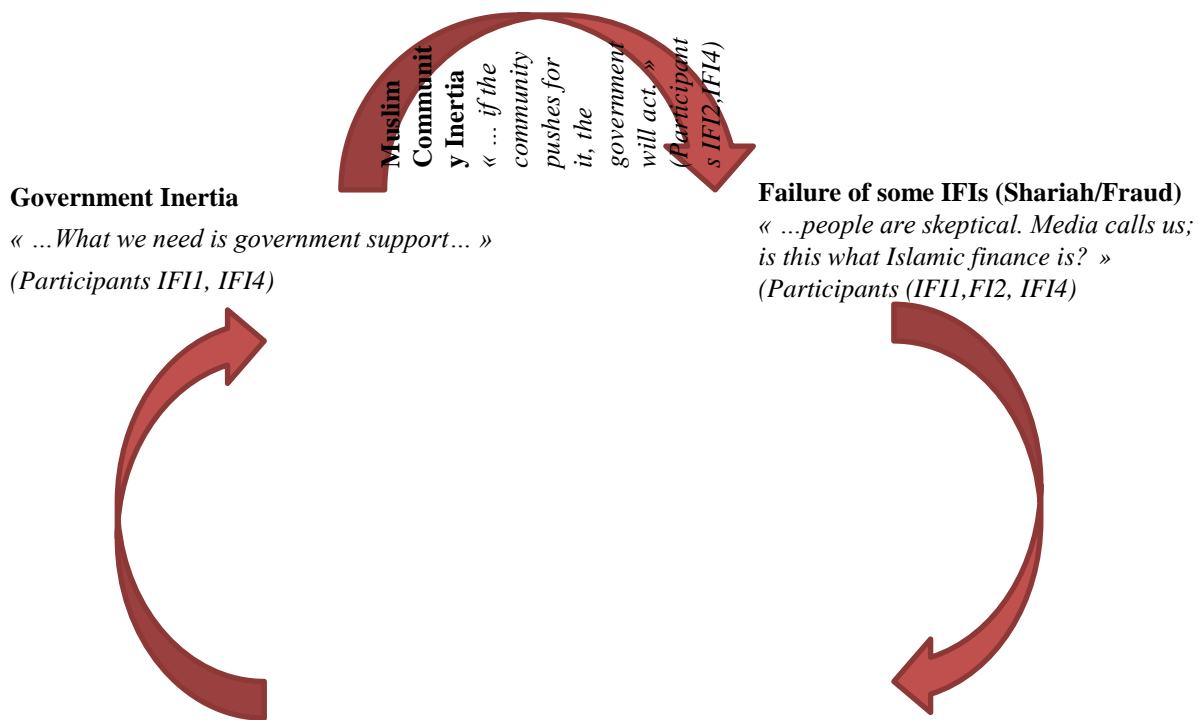 Muslim
Communit
y Inertia
« … if the
community
pushes for
it, the
government
will act. »
(Participant
s IFI2,IFI4)
Government Inertia
« …What we need is government support… »
(Participants IFI1, IFI4)
Failure of some IFIs (Shariah/Fraud)
« …people are skeptical. Media calls us;
is this what Islamic finance is? »
(Participants (IFI1,FI2, IFI4)